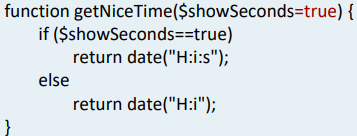 function getNiceTime($showSeconds=true) {
if ($showSeconds==true)
return date("H:i:s");
else
return date("H:i");
}